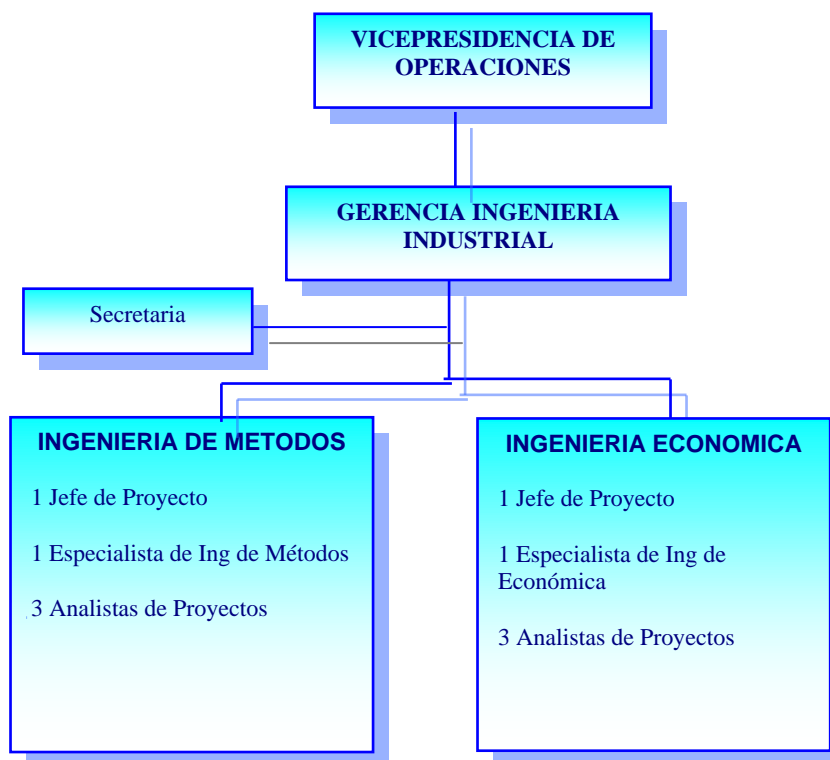 VICEPRESIDENCIA DE
OPERACIONES
GERENCIA INGENIERIA
INDUSTRIAL
Secretaria
INGENIERIA DE METODOS
1 Jefe de Proyecto
1 Especialista de Ing de Métodos
3 Analistas de Proyectos
INGENIERIA ECONOMICA
1 Jefe de Proyecto
1 Especialista de Ing de
Económica
3 Analistas de Proyectos